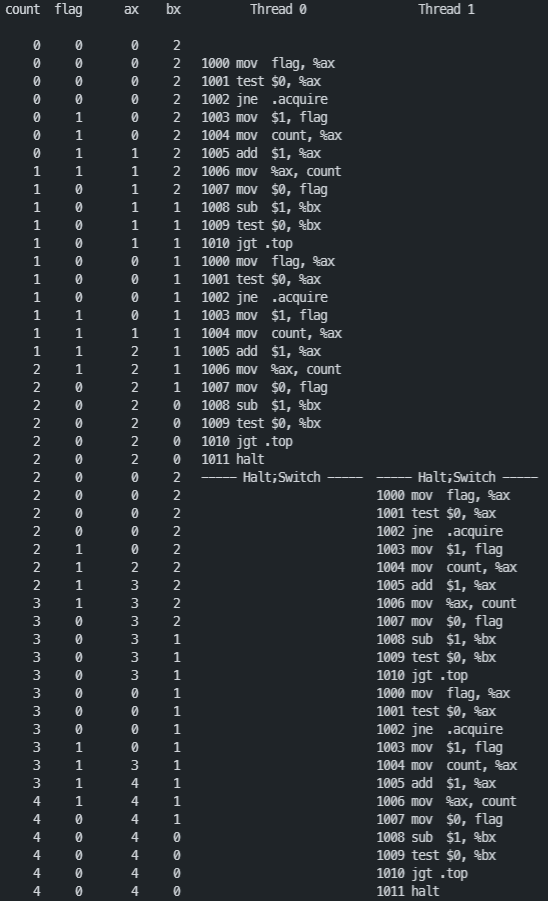 count flag ax bx Thread 0 Thread 1
0 0 0 2
0 0 0 2 1000 mov flag, %ax
0 0 0 2 1001 test $0, %ax
0 0 0 2 1002 jne .acquire
0 1 0 2 1003 mov $1, flag
0 1 0 2 1004 mov count, %ax
0 1 1 2 1005 add $1, %ax
1 1 1 2 1006 mov %ax, count
1 0 1 2 1007 mov $0, flag
1 0 1 1 1008 sub $1, %bx
1 0 1 1 1009 test $0, %bx
1 0 1 1 1010 jgt .top
1 0 0 1 1000 mov flag, %ax
1 0 0 1 1001 test $0, %ax
1 0 0 1 1002 jne .acquire
1 1 0 1 1003 mov $1, flag
1 1 1 1 1004 mov count, %ax
1 1 2 1 1005 add $1, %ax
2 1 2 1 1006 mov %ax, count
2 0 2 1 1007 mov $0, flag
2 0 2 0 1008 sub $1, %bx
2 0 2 0 1009 test $0, %bx
2 0 2 0 1010 jgt .top
2 0 2 0 1011 halt
2 0 0 2 ----- Halt;Switch ----- ----- Halt;Switch -----
2 0 0 2 1000 mov flag, %ax
2 0 0 2 1001 test $0, %ax
2 0 0 2 1002 jne .acquire
2 1 0 2 1003 mov $1, flag
2 1 2 2 1004 mov count, %ax
2 1 3 2 1005 add $1, %ax
3 1 3 2 1006 mov %ax, count
3 0 3 2 1007 mov $0, flag
3 0 3 1 1008 sub $1, %bx
3 0 3 1 1009 test $0, %bx
3 0 3 1 1010 jgt .top
3 0 0 1 1000 mov flag, %ax
3 0 0 1 1001 test $0, %ax
3 0 0 1 1002 jne .acquire
3 1 0 1 1003 mov $1, flag
3 1 3 1 1004 mov count, %ax
3 1 4 1 1005 add $1, %ax
4 1 4 1 1006 mov %ax, count
4 0 4 1 1007 mov $0, flag
4 0 4 0 1008 sub $1, %bx
4 0 4 0 1009 test $0, %bx
4 0 4 0 1010 jgt .top
4 0 4 0 1011 halt